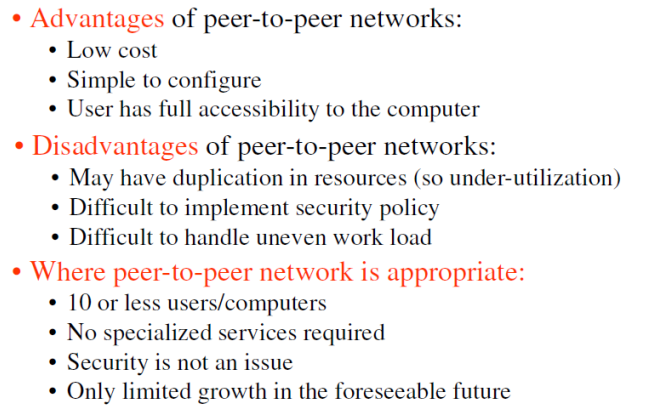 • Advantages of peer-to-peer networks:
• Low cost
• Simple to configure
• User has full accessibility to the computer
• Disadvantages of peer-to-peer networks:
• May have duplication in resources (so under-utilization)
• Difficult to implement security policy
• Difficult to handle uneven work load
• Where peer-to-peer network is appropriate:
• 10 or less users/computers
• No specialized services required
• Security is not an issue
• Only limited growth in the foreseeable future